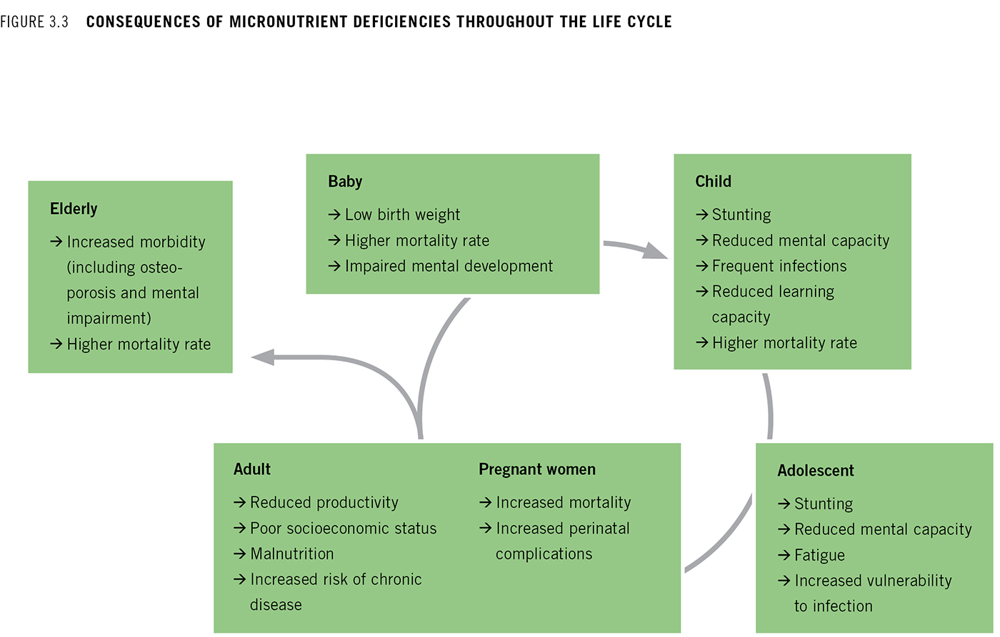 FIGURE 3.3 CONSEQUENCES OF MICRONUTRIENT DEFICIENCIES THROUGHOUT THE LIFE CYCLE
Elderly
→ Increased morbidity
(including osteo-
porosis and mental
impairment)
→ Higher mortality rate
Baby
→ Low birth weight
→ Higher mortality rate
→ Impaired mental development
Child
→ Stunting
→ Reduced mental capacity
→ Frequent infections
→ Reduced learning
capacity
→ Higher mortality rate
Adult
→ Reduced productivity
→ Poor socioeconomic status
→ Malnutrition
→ Increased risk of chronic
disease
Pregnant women
→ Increased mortality
→ Increased perinatal
complications
Adolescent
→ Stunting
→ Reduced mental capacity
→ Fatigue
→ Increased vulnerability
to infection